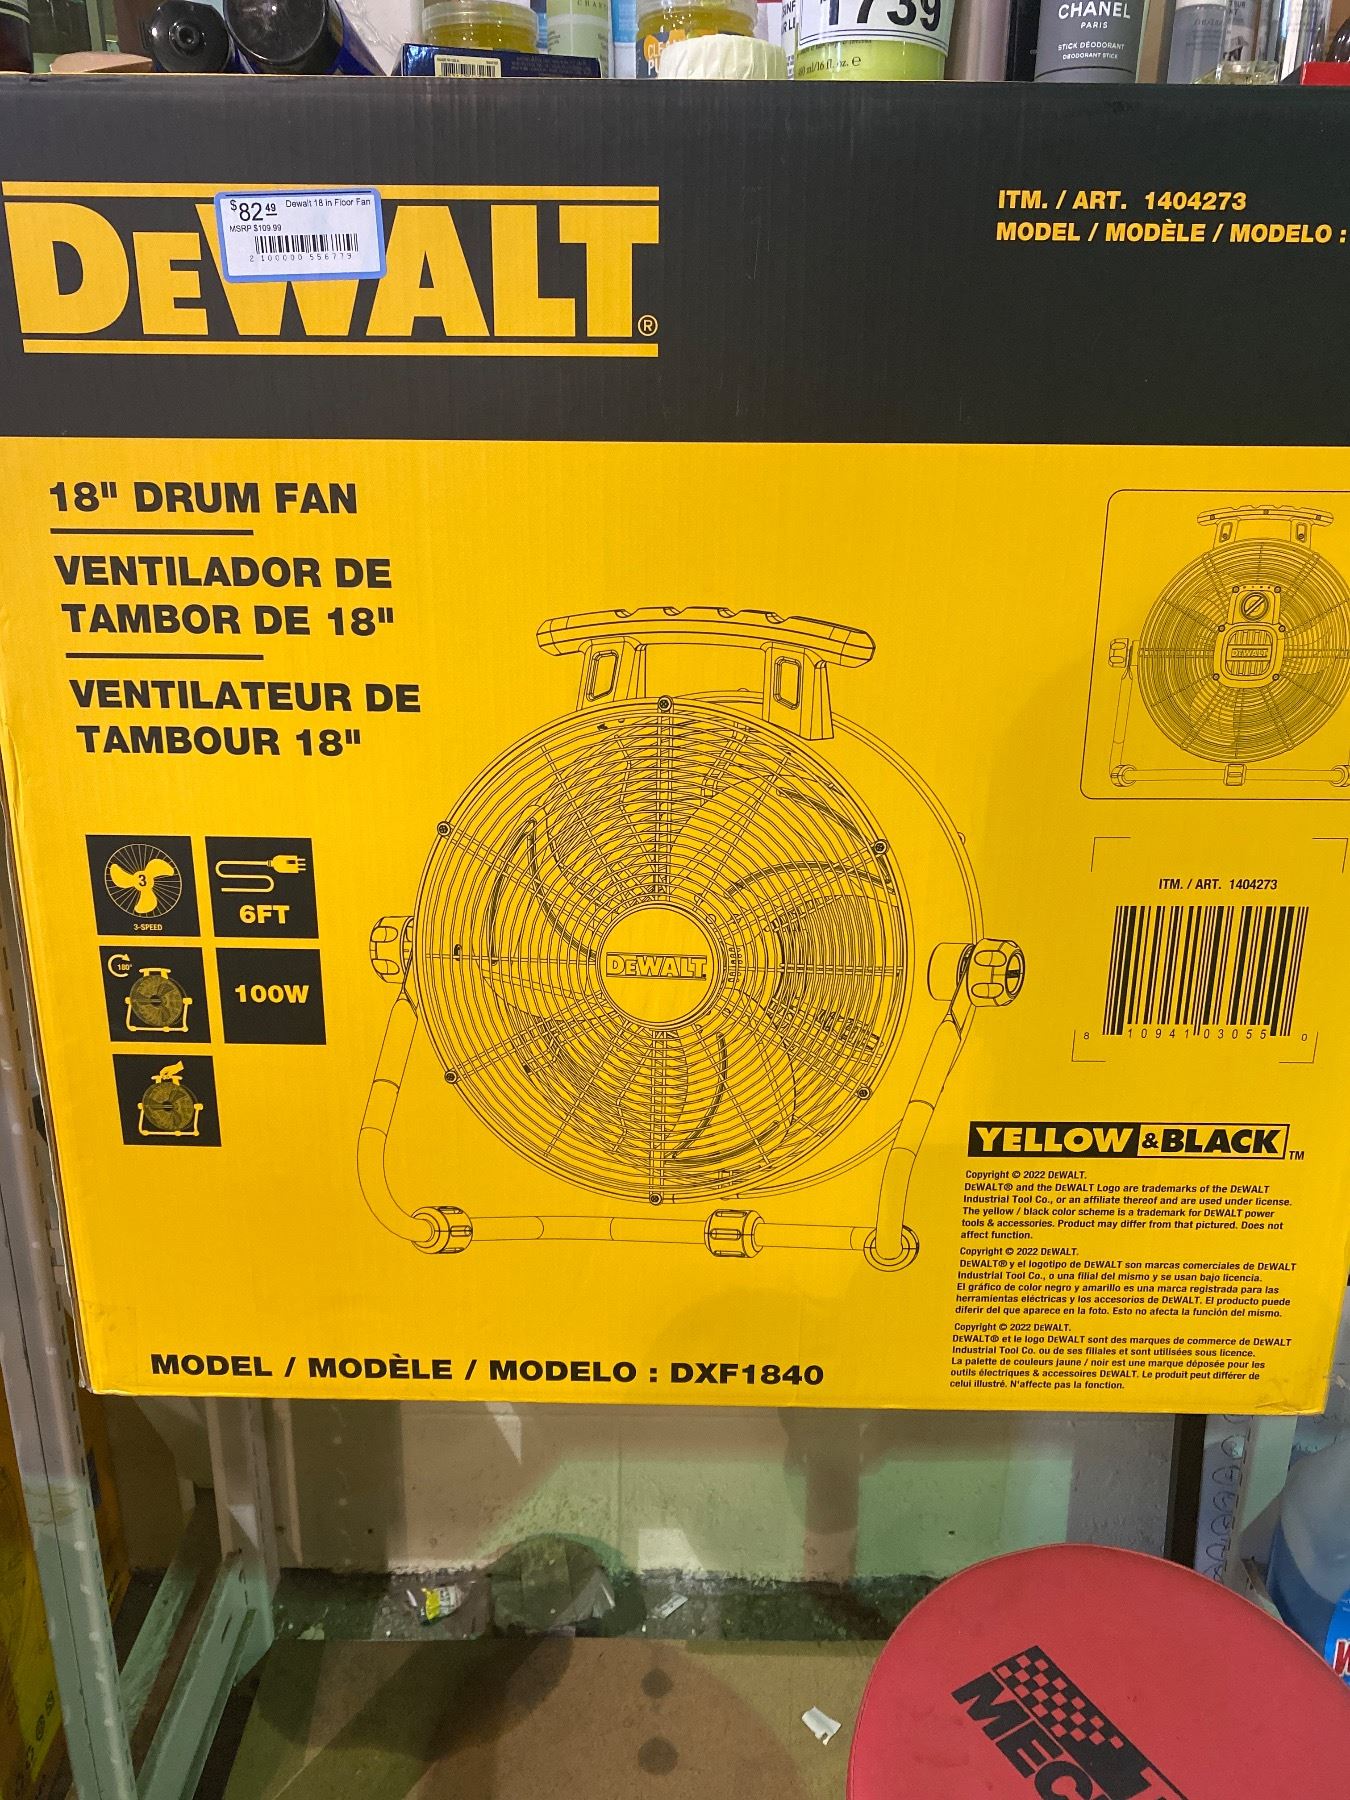 1739
CHANEL
PARIS
STICK DÉODORANT
DEODORANT STICK
DEWALT®
$82 49 Dewalt 18 in Floor Fan
MSRP $109.99
2 100000 556779
ITM. / ART. 1404273
MODEL / MODÈLE / MODELO :
18" DRUM FAN
VENTILADOR DE
TAMBOR DE 18"
VENTILATEUR DE
TAMBOUR 18"
3
3-SPEED
6FT
180°
100W
DEWALT
DEWALT
ITM. / ART. 1404273
8 10941 03055 0
YELLOW & BLACK™
Copyright © 2022 DEWALT.
DEWALT® and the DEWALT Logo are trademarks of the DEWALT
Industrial Tool Co., or an affiliate thereof and are used under license.
The yellow / black color scheme is a trademark for DEWALT power
tools & accessories. Product may differ from that pictured. Does not
affect function.
Copyright © 2022 DEWALT.
DEWALT® y el logotipo de DEWALT son marcas comerciales de DEWALT
Industrial Tool Co., o una filial del mismo y se usan bajo licencia.
El gráfico de color negro y amarillo es una marca registrada para las
herramientas eléctricas y los accesorios de DEWALT. El producto puede
diferir del que aparece en la foto. Esto no afecta la función del mismo.
Copyright © 2022 DEWALT.
DEWALT® et le logo DEWALT sont des marques de commerce de DEWALT
Industrial Tool Co. ou de ses filiales et sont utilisées sous licence.
La palette de couleurs jaune / noir est une marque déposée pour les
outils électriques & accessoires DEWALT. Le produit peut différer de
celui illustré. N'affecte pas la fonction.
MODEL / MODÈLE / MODELO : DXF1840
MEC